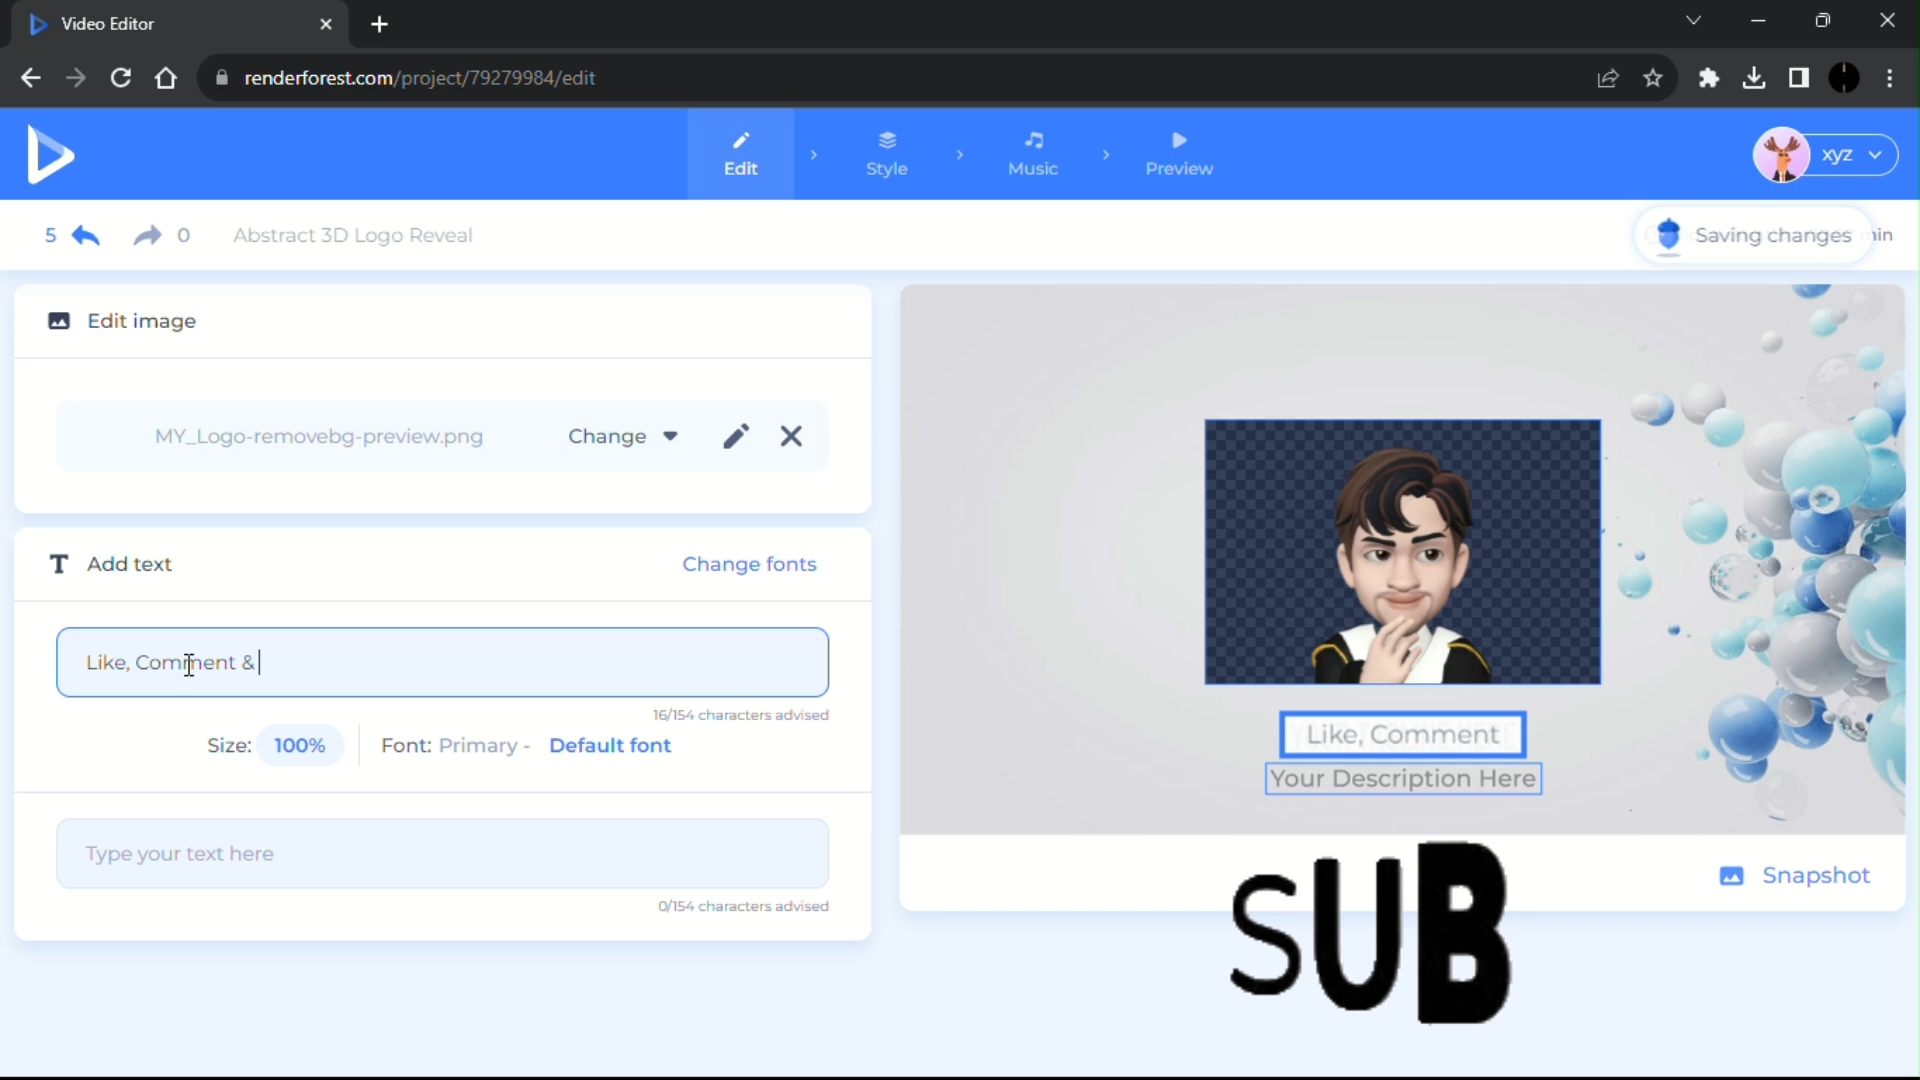 Video Editor
renderforest.com/project/79279984/edit
Edit
Style
Music
Preview
xyz
5
0
Abstract 3D Logo Reveal
Saving changes
min
Edit image
MY_Logo-removebg-preview.png
Change
T Add text
Change fonts
Like, Comment &
16/154 characters advised
Size: 100%
Font: Primary - Default font
Type your text here
0/154 characters advised
Like, Comment
Your Description Here
Snapshot
SUB